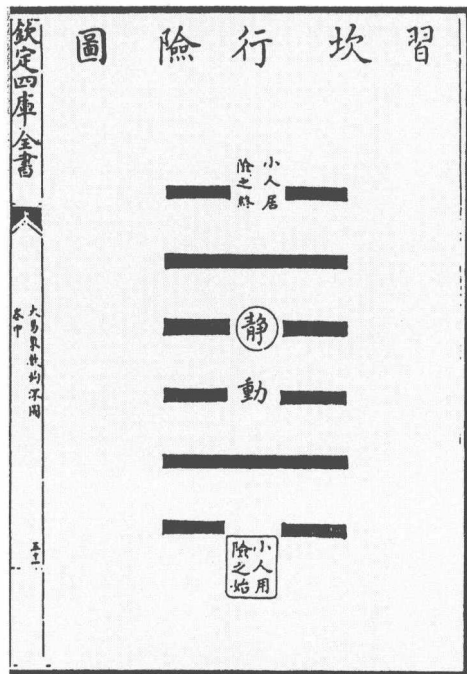 習坎行險圖
小人居
險之終
靜
動
小人用
險之始
欽定四庫全書
大易象數鈎深圖
卷中